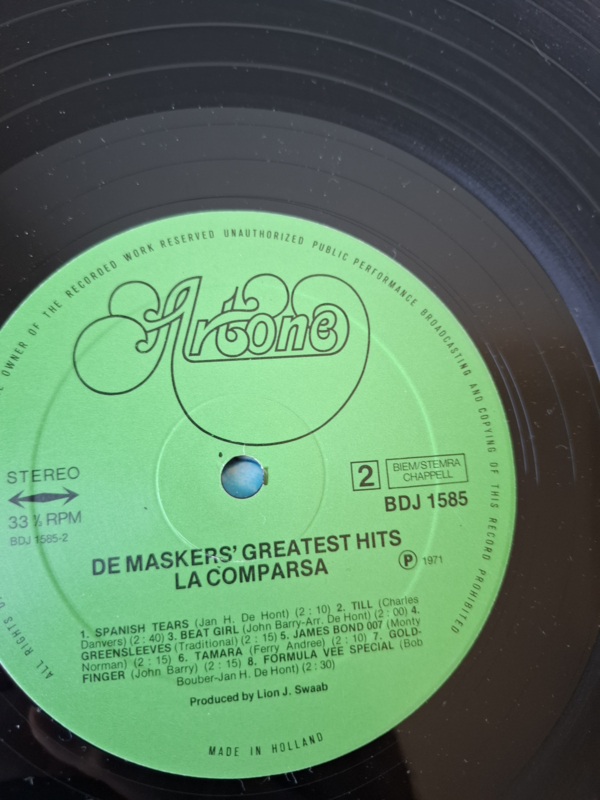 OWNER OF THE RECORDED WORK RESERVED UNAUTHORIZED PUBLIC PERFORMANCE BROADCASTING AND COPYING OF THIS RECORD PROHIBITED
Artone
STEREO
33 ⅓ RPM
BDJ 1585-2
2
BIEM/STEMRA
CHAPPELL
BDJ 1585
DE MASKERS' GREATEST HITS
LA COMPARSA
Ⓟ 1971
1. SPANISH TEARS (Jan H. De Hont) (2 : 10) 2. TILL (Charles
Danvers) (2 : 40) 3. BEAT GIRL (John Barry-Arr. De Hont) (2 : 00) 4.
GREENSLEEVES (Traditional) (2 : 15) 5. JAMES BOND 007 (Monty
Norman) (2 : 15) 6. TAMARA (Ferry Andree) (2 : 10) 7. GOLD-
FINGER (John Barry) (2 : 15) 8. FORMULA VEE SPECIAL (Bob
Bouber-Jan H. De Hont) (2 : 30)
Produced by Lion J. Swaab
ALL RIGHTS
MADE IN HOLLAND